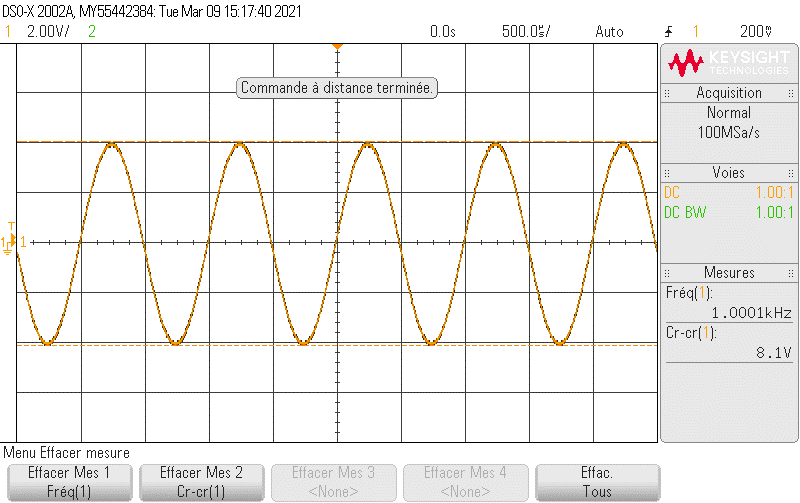 DSO-X 2002A, MY55442384: Tue Mar 09 15:17:40 2021
1 2.00V/ 2 0.0s 500.0µ/ Auto 1 200mV
KEYSIGHT
TECHNOLOGIES
Commande à distance terminée.
Acquisition
Normal
100MSa/s
Voies
DC 1.00:1
DC BW 1.00:1
T
1 1
Mesures
Fréq(1):
1.0001kHz
Cr-cr(1):
8.1V
Menu Effacer mesure
Effacer Mes 1 Effacer Mes 2 Effacer Mes 3 Effacer Mes 4 Effac.
Fréq(1) Cr-cr(1) <None> <None> Tous